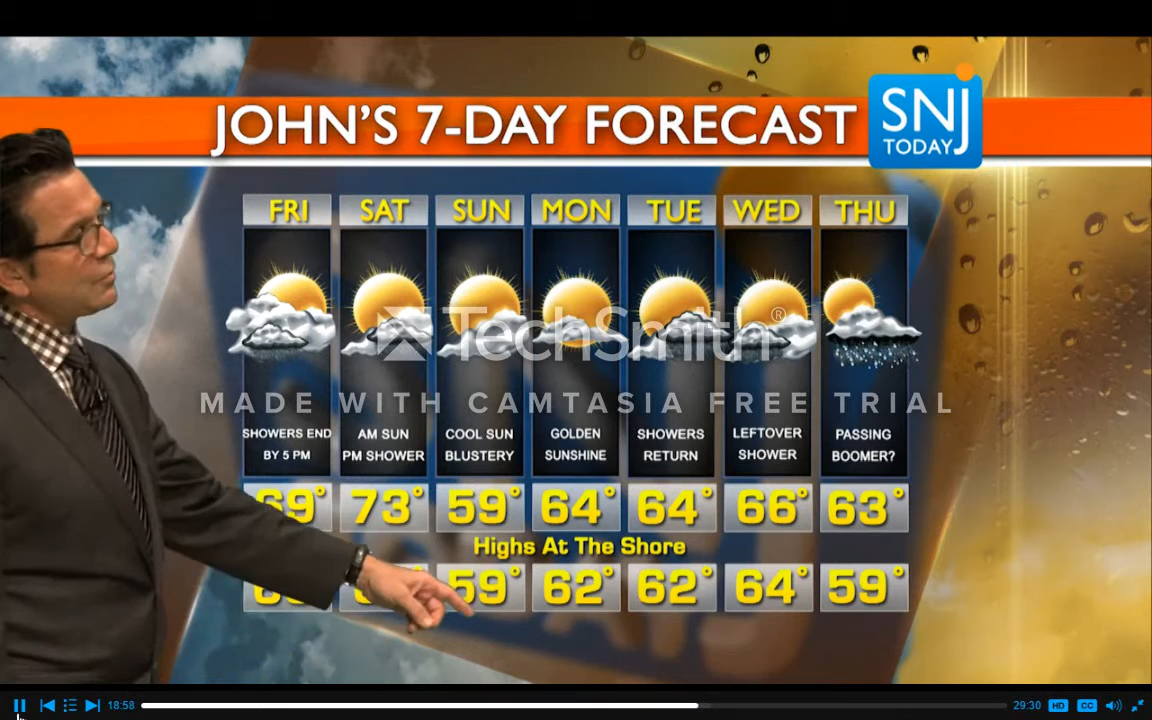 JOHN'S 7-DAY FORECAST
SNJ
TODAY
FRI SAT SUN MON TUE WED THU
TechSmith®
MADE WITH CAMTASIA FREE TRIAL
SHOWERS END AM SUN COOL SUN GOLDEN SHOWERS LEFTOVER PASSING
BY 5 PM PM SHOWER BLUSTERY SUNSHINE RETURN SHOWER BOOMER?
69° 73° 59° 64° 64° 66° 63°
Highs At The Shore
59° 62° 62° 64° 59°
18:58 29:30 HD CC